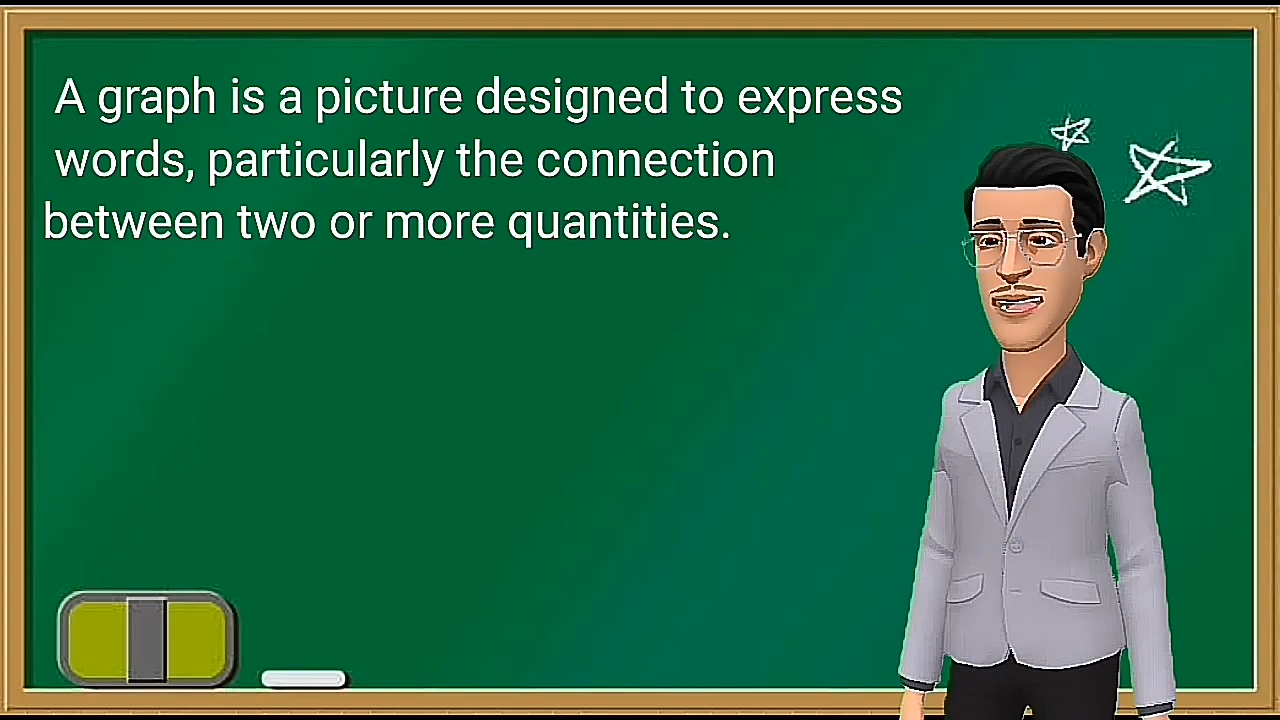 A graph is a picture designed to express
words, particularly the connection
between two or more quantities.